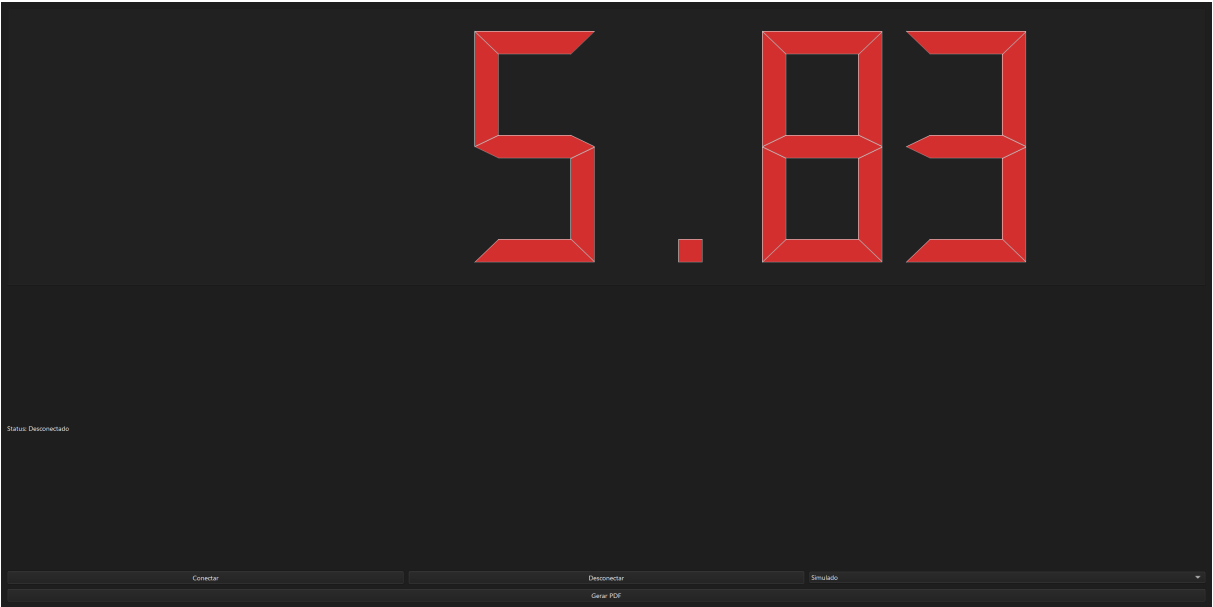 5.83
Status: Desconectado
Conectar
Desconectar
Simulado
Gerar PDF